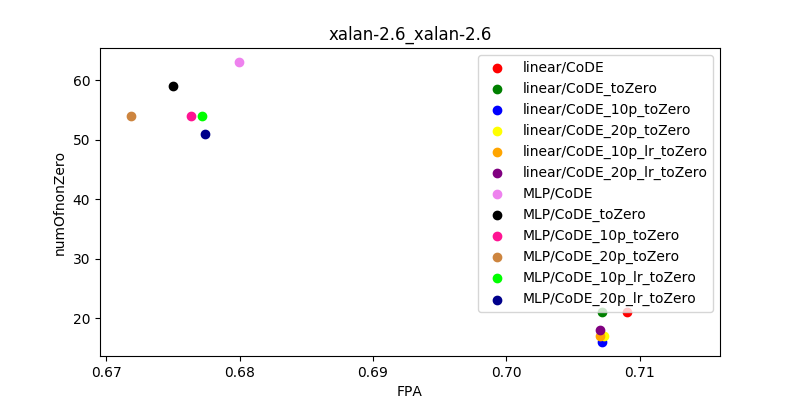 xalan-2.6_xalan-2.6
numOfnonZero
60
50
40
30
20
linear/CoDE
linear/CoDE_toZero
linear/CoDE_10p_toZero
linear/CoDE_20p_toZero
linear/CoDE_10p_lr_toZero
linear/CoDE_20p_lr_toZero
MLP/CoDE
MLP/CoDE_toZero
MLP/CoDE_10p_toZero
MLP/CoDE_20p_toZero
MLP/CoDE_10p_lr_toZero
MLP/CoDE_20p_lr_toZero
0.67 0.68 0.69 0.70 0.71
FPA